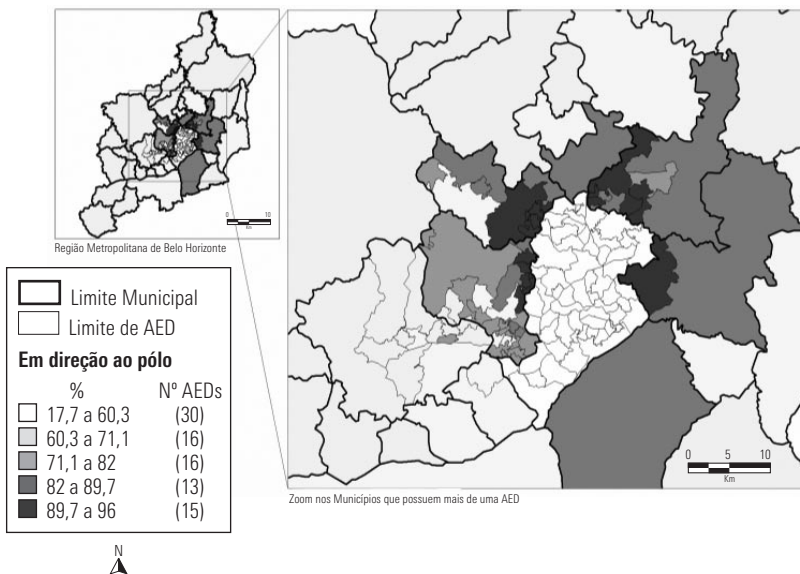 0 10
Km
Região Metropolitana de Belo Horizonte
Limite Municipal
Limite de AED
Em direção ao pólo
% Nº AEDs
17,7 a 60,3 (30)
60,3 a 71,1 (16)
71,1 a 82 (16)
82 a 89,7 (13)
89,7 a 96 (15)
N
0 5 10
Km
Zoom nos Municípios que possuem mais de uma AED